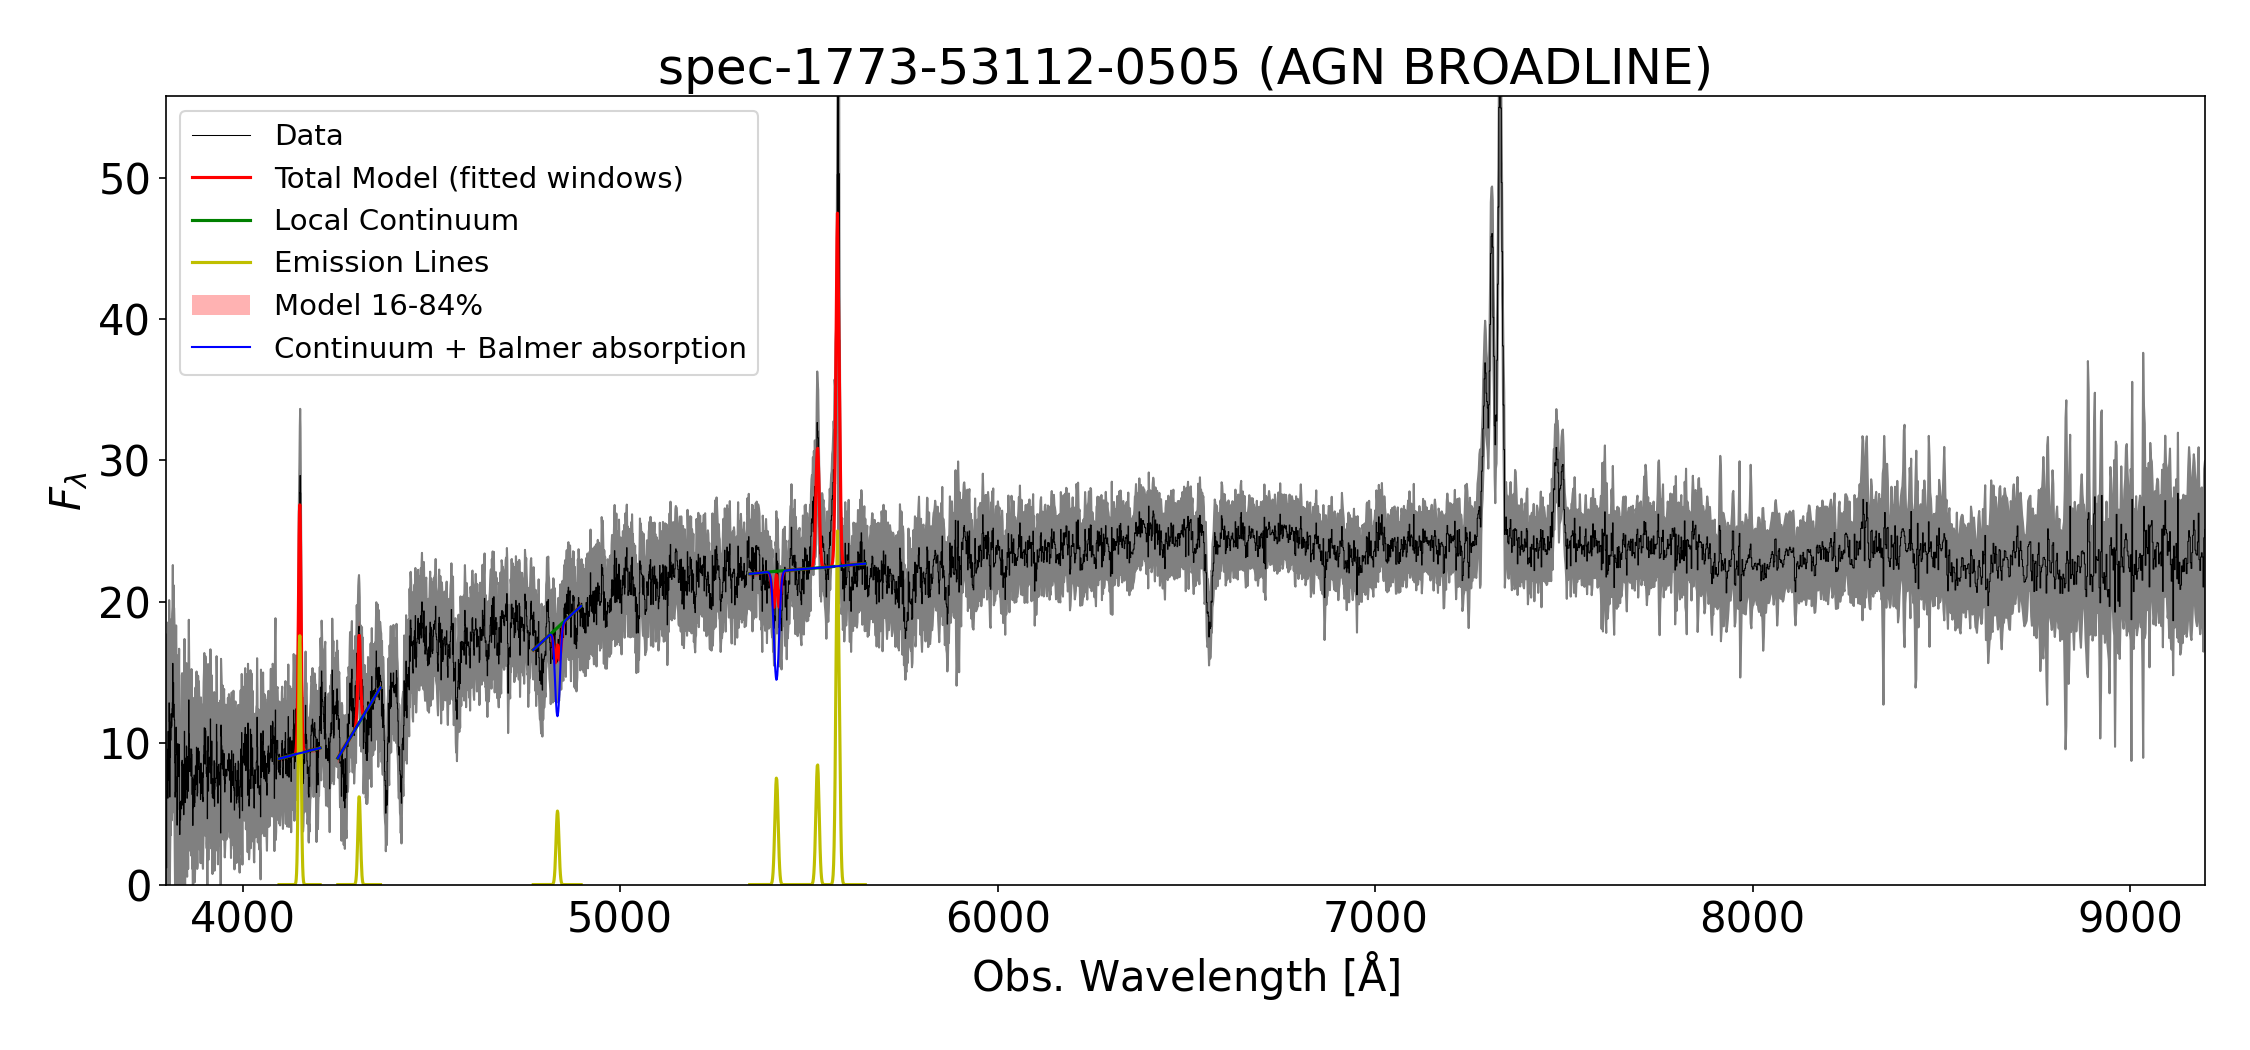 spec-1773-53112-0505 (AGN BROADLINE)
Data
Total Model (fitted windows)
Local Continuum
Emission Lines
Model 16-84%
Continuum + Balmer absorption
50
40
30
20
10
0
F_λ
4000 5000 6000 7000 8000 9000
Obs. Wavelength [Å]